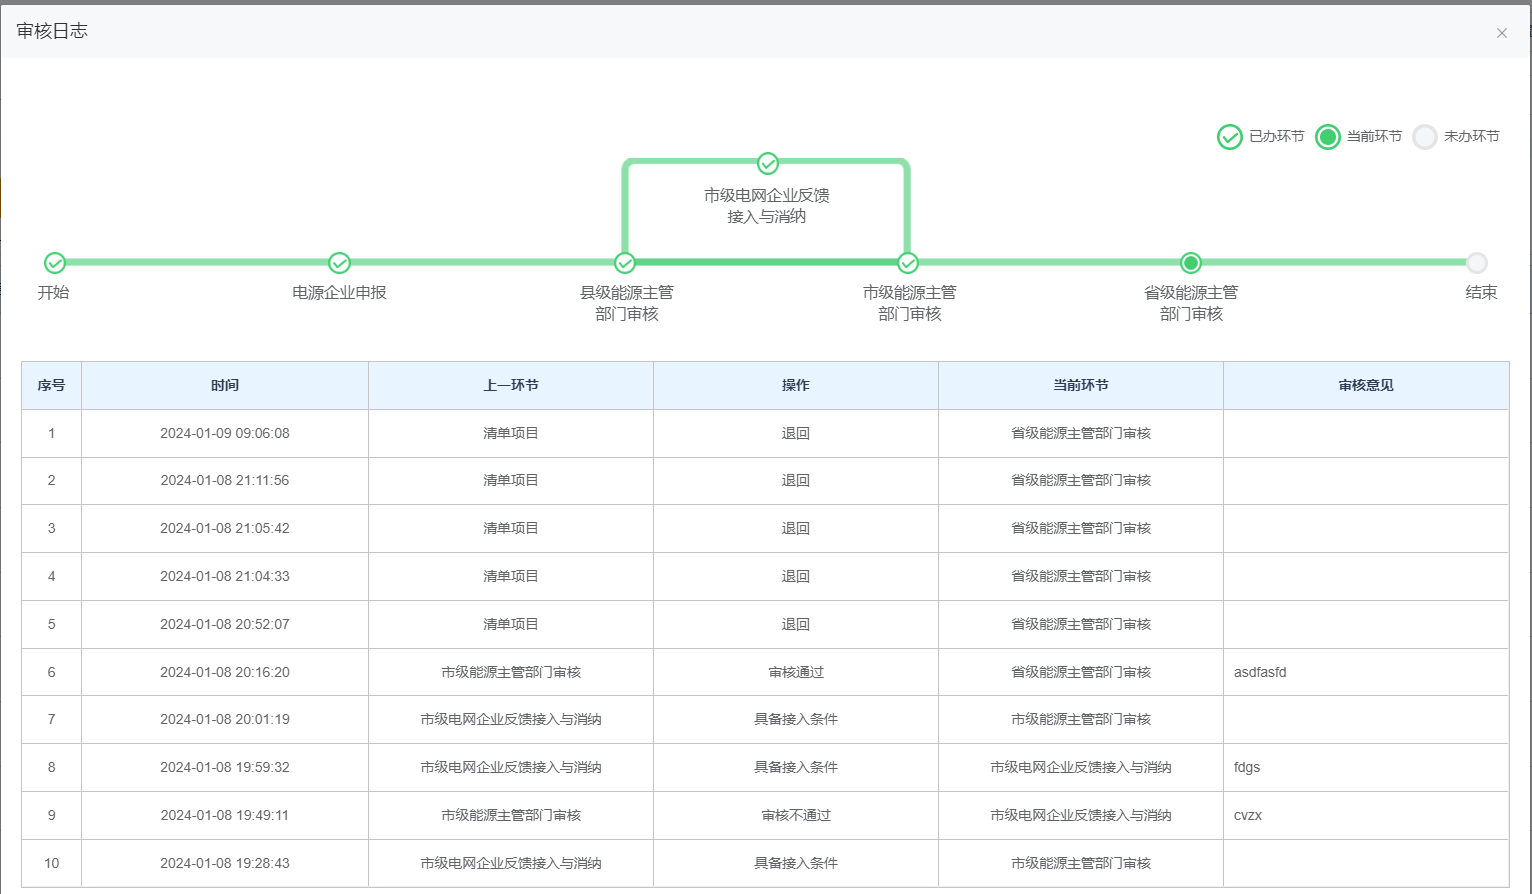 审核日志
已办环节 当前环节 未办环节
市级电网企业反馈
接入与消纳
开始 电源企业申报 县级能源主管 市级能源主管 省级能源主管 结束
部门审核 部门审核 部门审核
序号 时间 上一环节 操作 当前环节 审核意见
1 2024-01-09 09:06:08 清单项目 退回 省级能源主管部门审核
2 2024-01-08 21:11:56 清单项目 退回 省级能源主管部门审核
3 2024-01-08 21:05:42 清单项目 退回 省级能源主管部门审核
4 2024-01-08 21:04:33 清单项目 退回 省级能源主管部门审核
5 2024-01-08 20:52:07 清单项目 退回 省级能源主管部门审核
6 2024-01-08 20:16:20 市级能源主管部门审核 审核通过 省级能源主管部门审核 asdfasfd
7 2024-01-08 20:01:19 市级电网企业反馈接入与消纳 具备接入条件 市级能源主管部门审核
8 2024-01-08 19:59:32 市级电网企业反馈接入与消纳 具备接入条件 市级电网企业反馈接入与消纳 fdgs
9 2024-01-08 19:49:11 市级能源主管部门审核 审核不通过 市级电网企业反馈接入与消纳 cvzx
10 2024-01-08 19:28:43 市级电网企业反馈接入与消纳 具备接入条件 市级能源主管部门审核